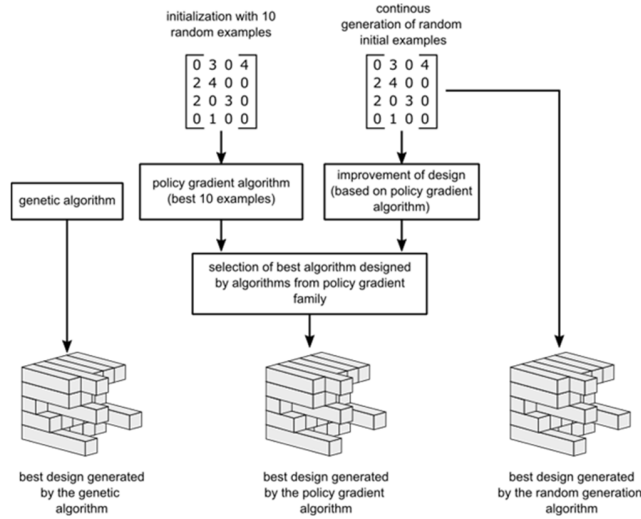 initialization with 10
random examples
0 3 0 4
2 4 0 0
2 0 3 0
0 1 0 0
continous
generation of random
initial examples
0 3 0 4
2 4 0 0
2 0 3 0
0 1 0 0
genetic algorithm
policy gradient algorithm
(best 10 examples)
improvement of design
(based on policy gradient
algorithm)
selection of best algorithm designed
by algorithms from policy gradient
family
best design generated
by the genetic
algorithm
best design generated
by the policy gradient
algorithm
best design generated
by the random generation
algorithm